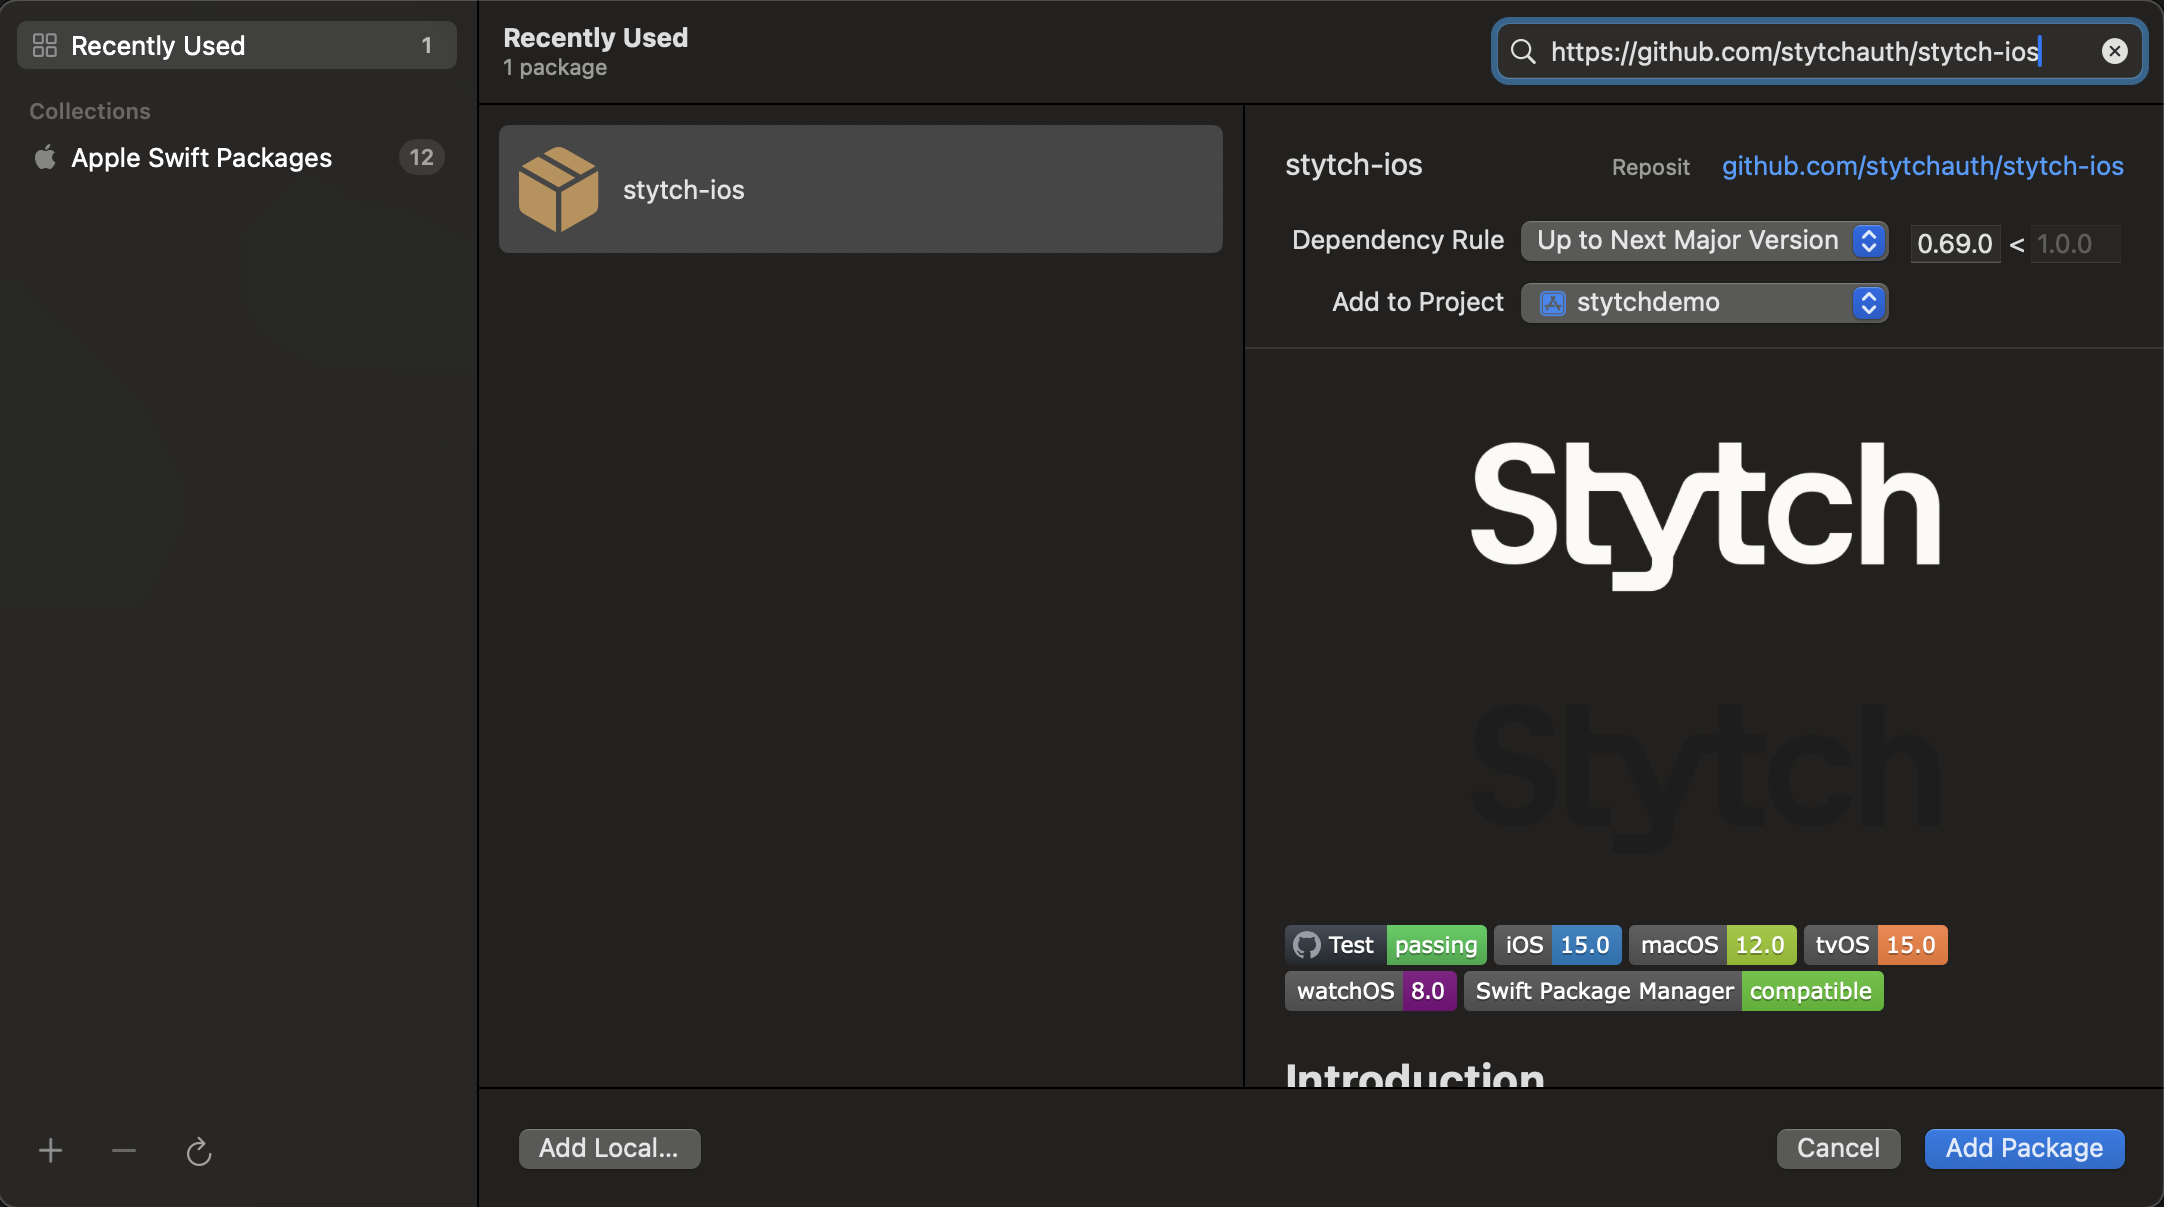 Recently Used 1
Collections
Apple Swift Packages 12
Recently Used
1 package
https://github.com/stytchauth/stytch-ios
stytch-ios
stytch-ios Reposit github.com/stytchauth/stytch-ios
Dependency Rule Up to Next Major Version 0.69.0 < 1.0.0
Add to Project stytchdemo
Stytch
Stytch
Test passing iOS 15.0 macOS 12.0 tvOS 15.0
watchOS 8.0 Swift Package Manager compatible
Introduction
Add Local... Cancel Add Package